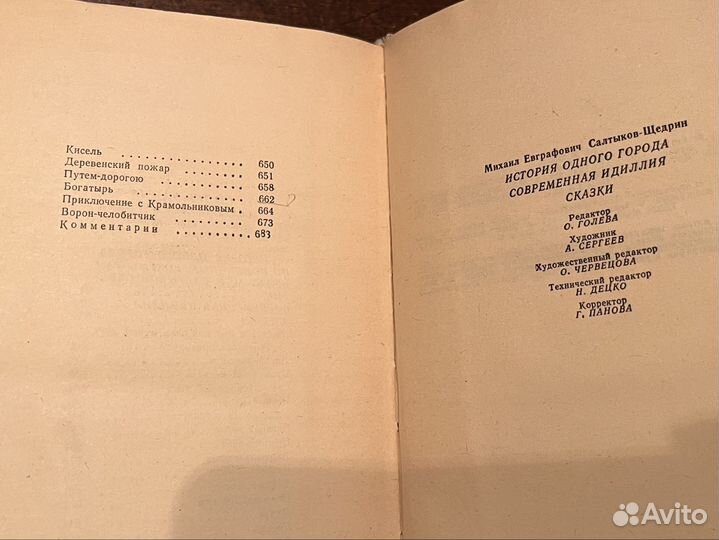 Кисель . . . . . . . . . . . . 650
Деревенский пожар . . . . . . . 651
Путем-дорогою . . . . . . . . . 658
Богатырь . . . . . . . . . . . 662
Приключение с Крамольниковым . 664
Ворон-челобитчик . . . . . . . 673
Комментарии . . . . . . . . . . 683
Михаил Евграфович Салтыков-Щедрин
ИСТОРИЯ ОДНОГО ГОРОДА
СОВРЕМЕННАЯ ИДИЛЛИЯ
СКАЗКИ
Редактор
О. ГОЛЕВА
Художник
А. СЕРГЕЕВ
Художественный редактор
О. ЧЕРВЕЦОВА
Технический редактор
Н. ДЕЦКО
Корректор
Г. ПАНОВА
Avito